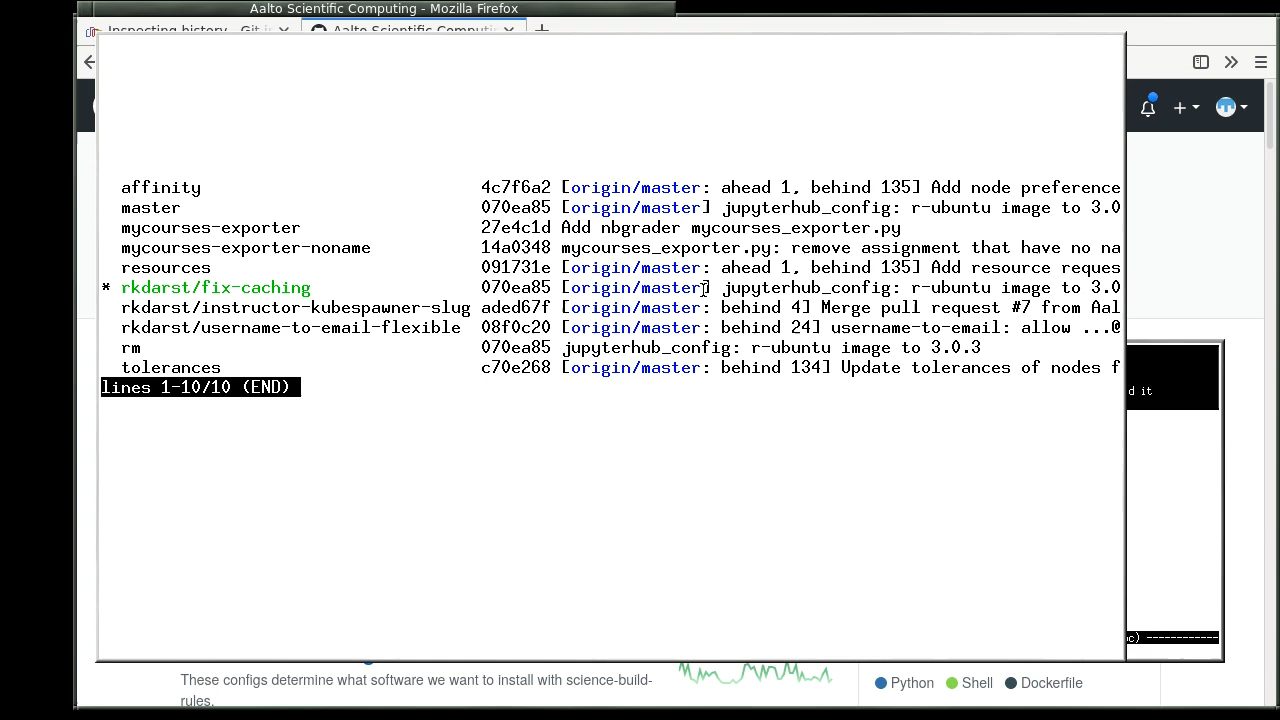 Aalto Scientific Computing - Mozilla Firefox
Inspecting history - Git i Aalto Scientific Computi
affinity 4c7f6a2 [origin/master: ahead 1, behind 135] Add node preference
master 070ea85 [origin/master] jupyterhub_config: r-ubuntu image to 3.0
mycourses-exporter 27e4c1d Add nbgrader mycourses_exporter.py
mycourses-exporter-noname 14a0348 mycourses_exporter.py: remove assignment that have no na
resources 091731e [origin/master: ahead 1, behind 135] Add resource reques
* rkdarst/fix-caching 070ea85 [origin/master] jupyterhub_config: r-ubuntu image to 3.0
rkdarst/instructor-kubespawner-slug aded67f [origin/master: behind 4] Merge pull request #7 from Aal
rkdarst/username-to-email-flexible 08f0c20 [origin/master: behind 24] username-to-email: allow ...@
rm 070ea85 jupyterhub_config: r-ubuntu image to 3.0.3
tolerances c70e268 [origin/master: behind 134] Update tolerances of nodes f
lines 1-10/10 (END)
d it
c) ------------
These configs determine what software we want to install with science-build-
rules.
Python Shell Dockerfile